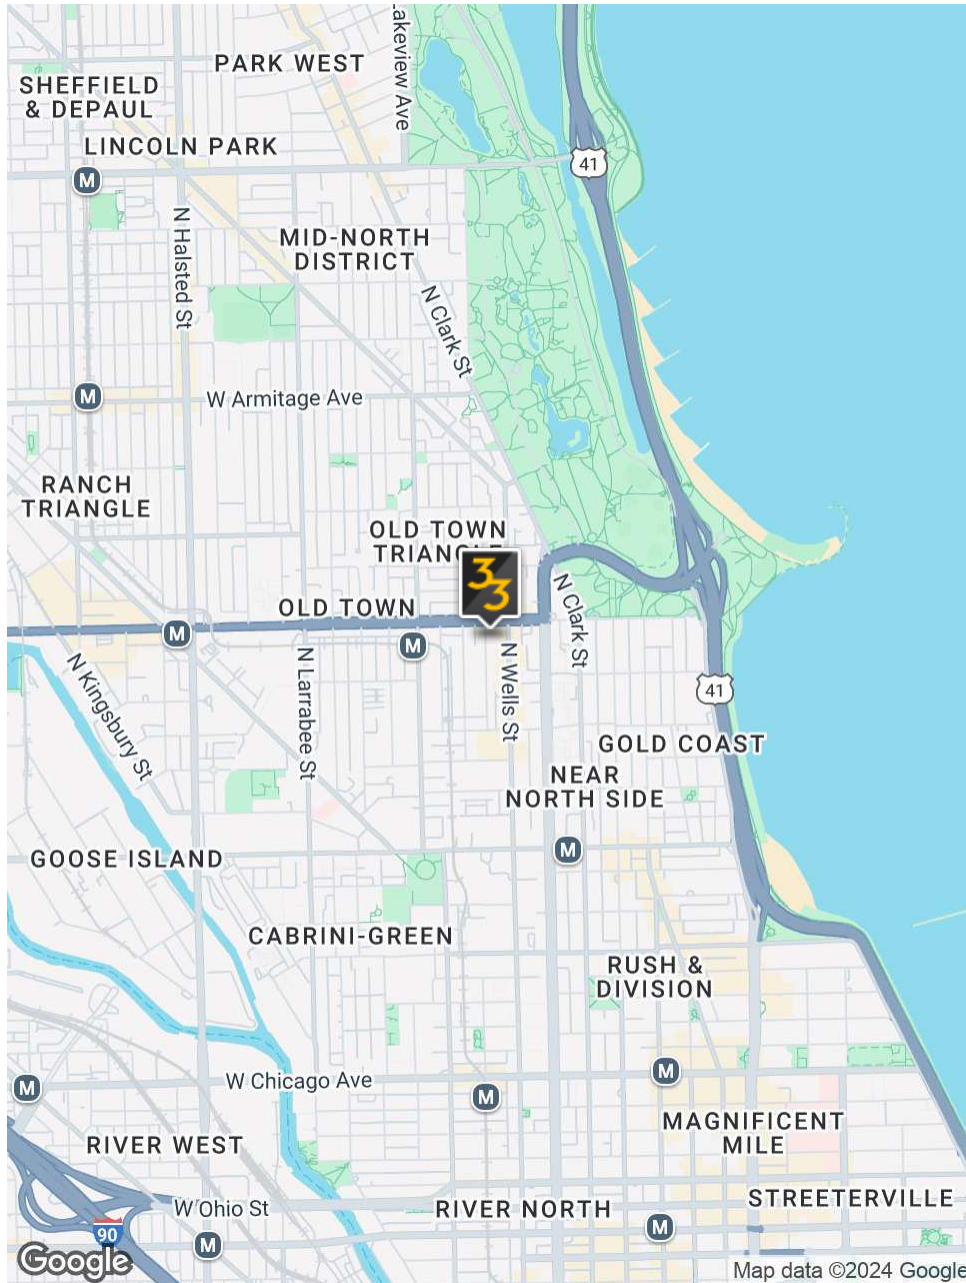 Lakeview Ave
PARK WEST
SHEFFIELD
& DEPAUL
LINCOLN PARK
41
M
N Halsted St
MID-NORTH
DISTRICT
N Clark St
M
W Armitage Ave
RANCH
TRIANGLE
OLD TOWN
TRIANGLE
33
OLD TOWN
N Clark St
M
M
N Kingsbury St
N Larrabee St
N Wells St
41
GOLD COAST
NEAR
NORTH SIDE
M
GOOSE ISLAND
CABRINI-GREEN
RUSH &
DIVISION
M
W Chicago Ave
M
M
MAGNIFICENT
MILE
RIVER WEST
STREETERVILLE
W Ohio St
RIVER NORTH
90
M
M
Google
Map data ©2024 Google